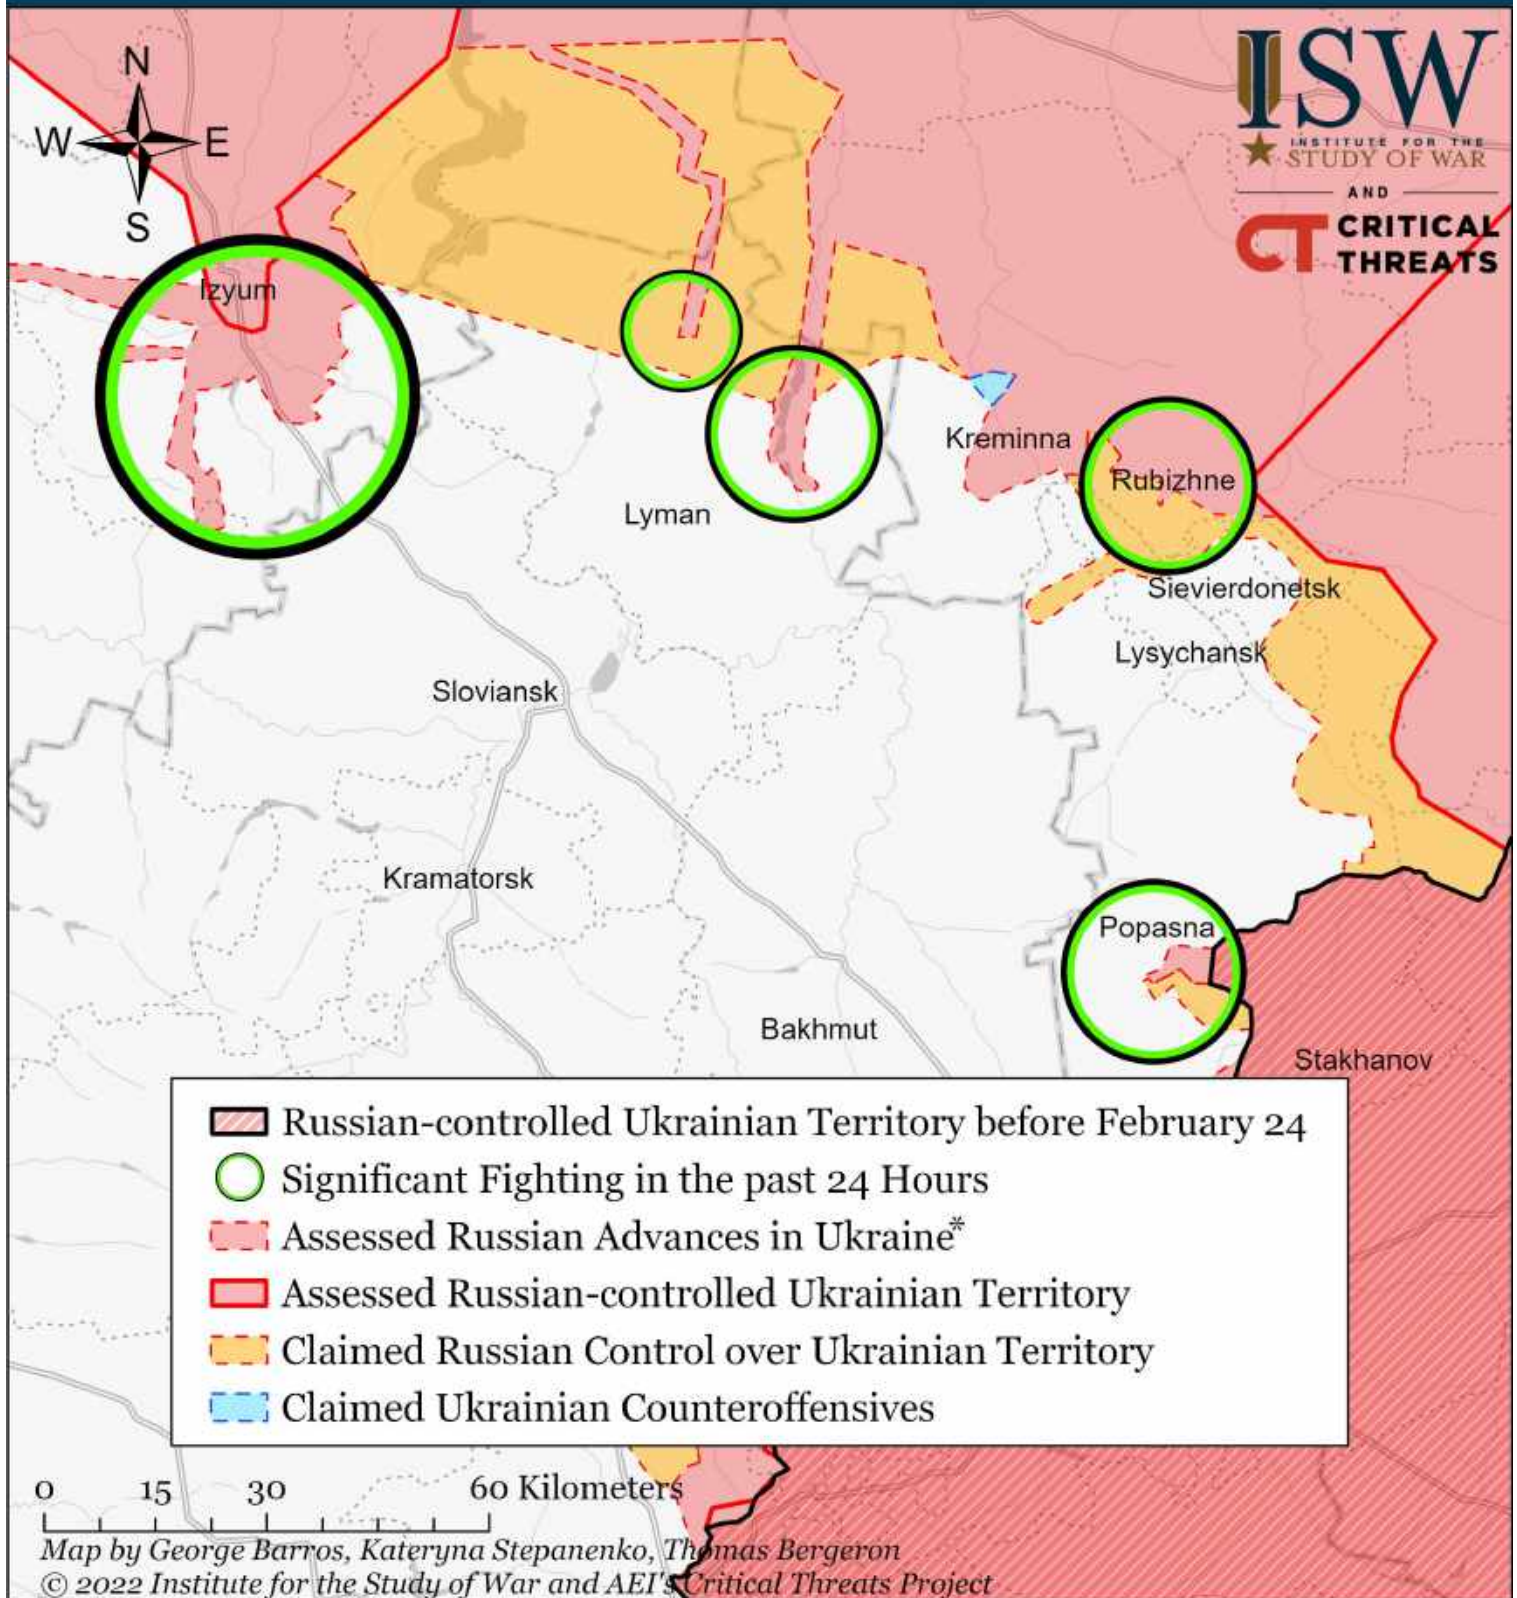 N
W E
S
ISW
INSTITUTE FOR THE
STUDY OF WAR
AND
CT CRITICAL
THREATS
Izyum
Kreminna
Rubizhne
Lyman
Sievierdonetsk
Lysychansk
Sloviansk
Kramatorsk
Popasna
Bakhmut
Stakhanov
Russian-controlled Ukrainian Territory before February 24
Significant Fighting in the past 24 Hours
Assessed Russian Advances in Ukraine*
Assessed Russian-controlled Ukrainian Territory
Claimed Russian Control over Ukrainian Territory
Claimed Ukrainian Counteroffensives
0 15 30 60 Kilometers
Map by George Barros, Kateryna Stepanenko, Thomas Bergeron
© 2022 Institute for the Study of War and AEI's Critical Threats Project